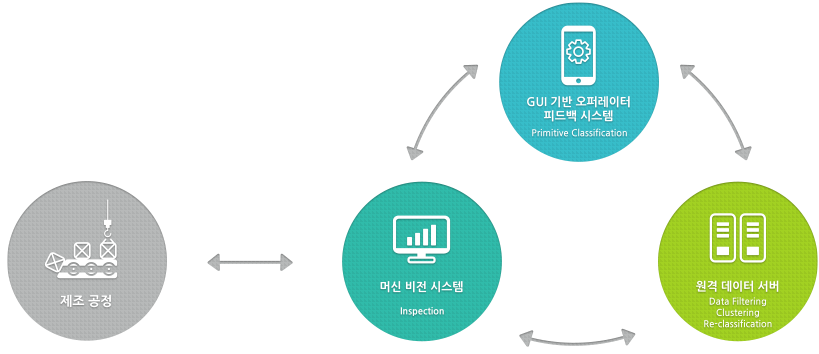 GUI 기반 오퍼레이터
피드백 시스템
Primitive Classification
제조 공정
머신 비전 시스템
Inspection
원격 데이터 서버
Data Filtering
Clustering
Re-classification